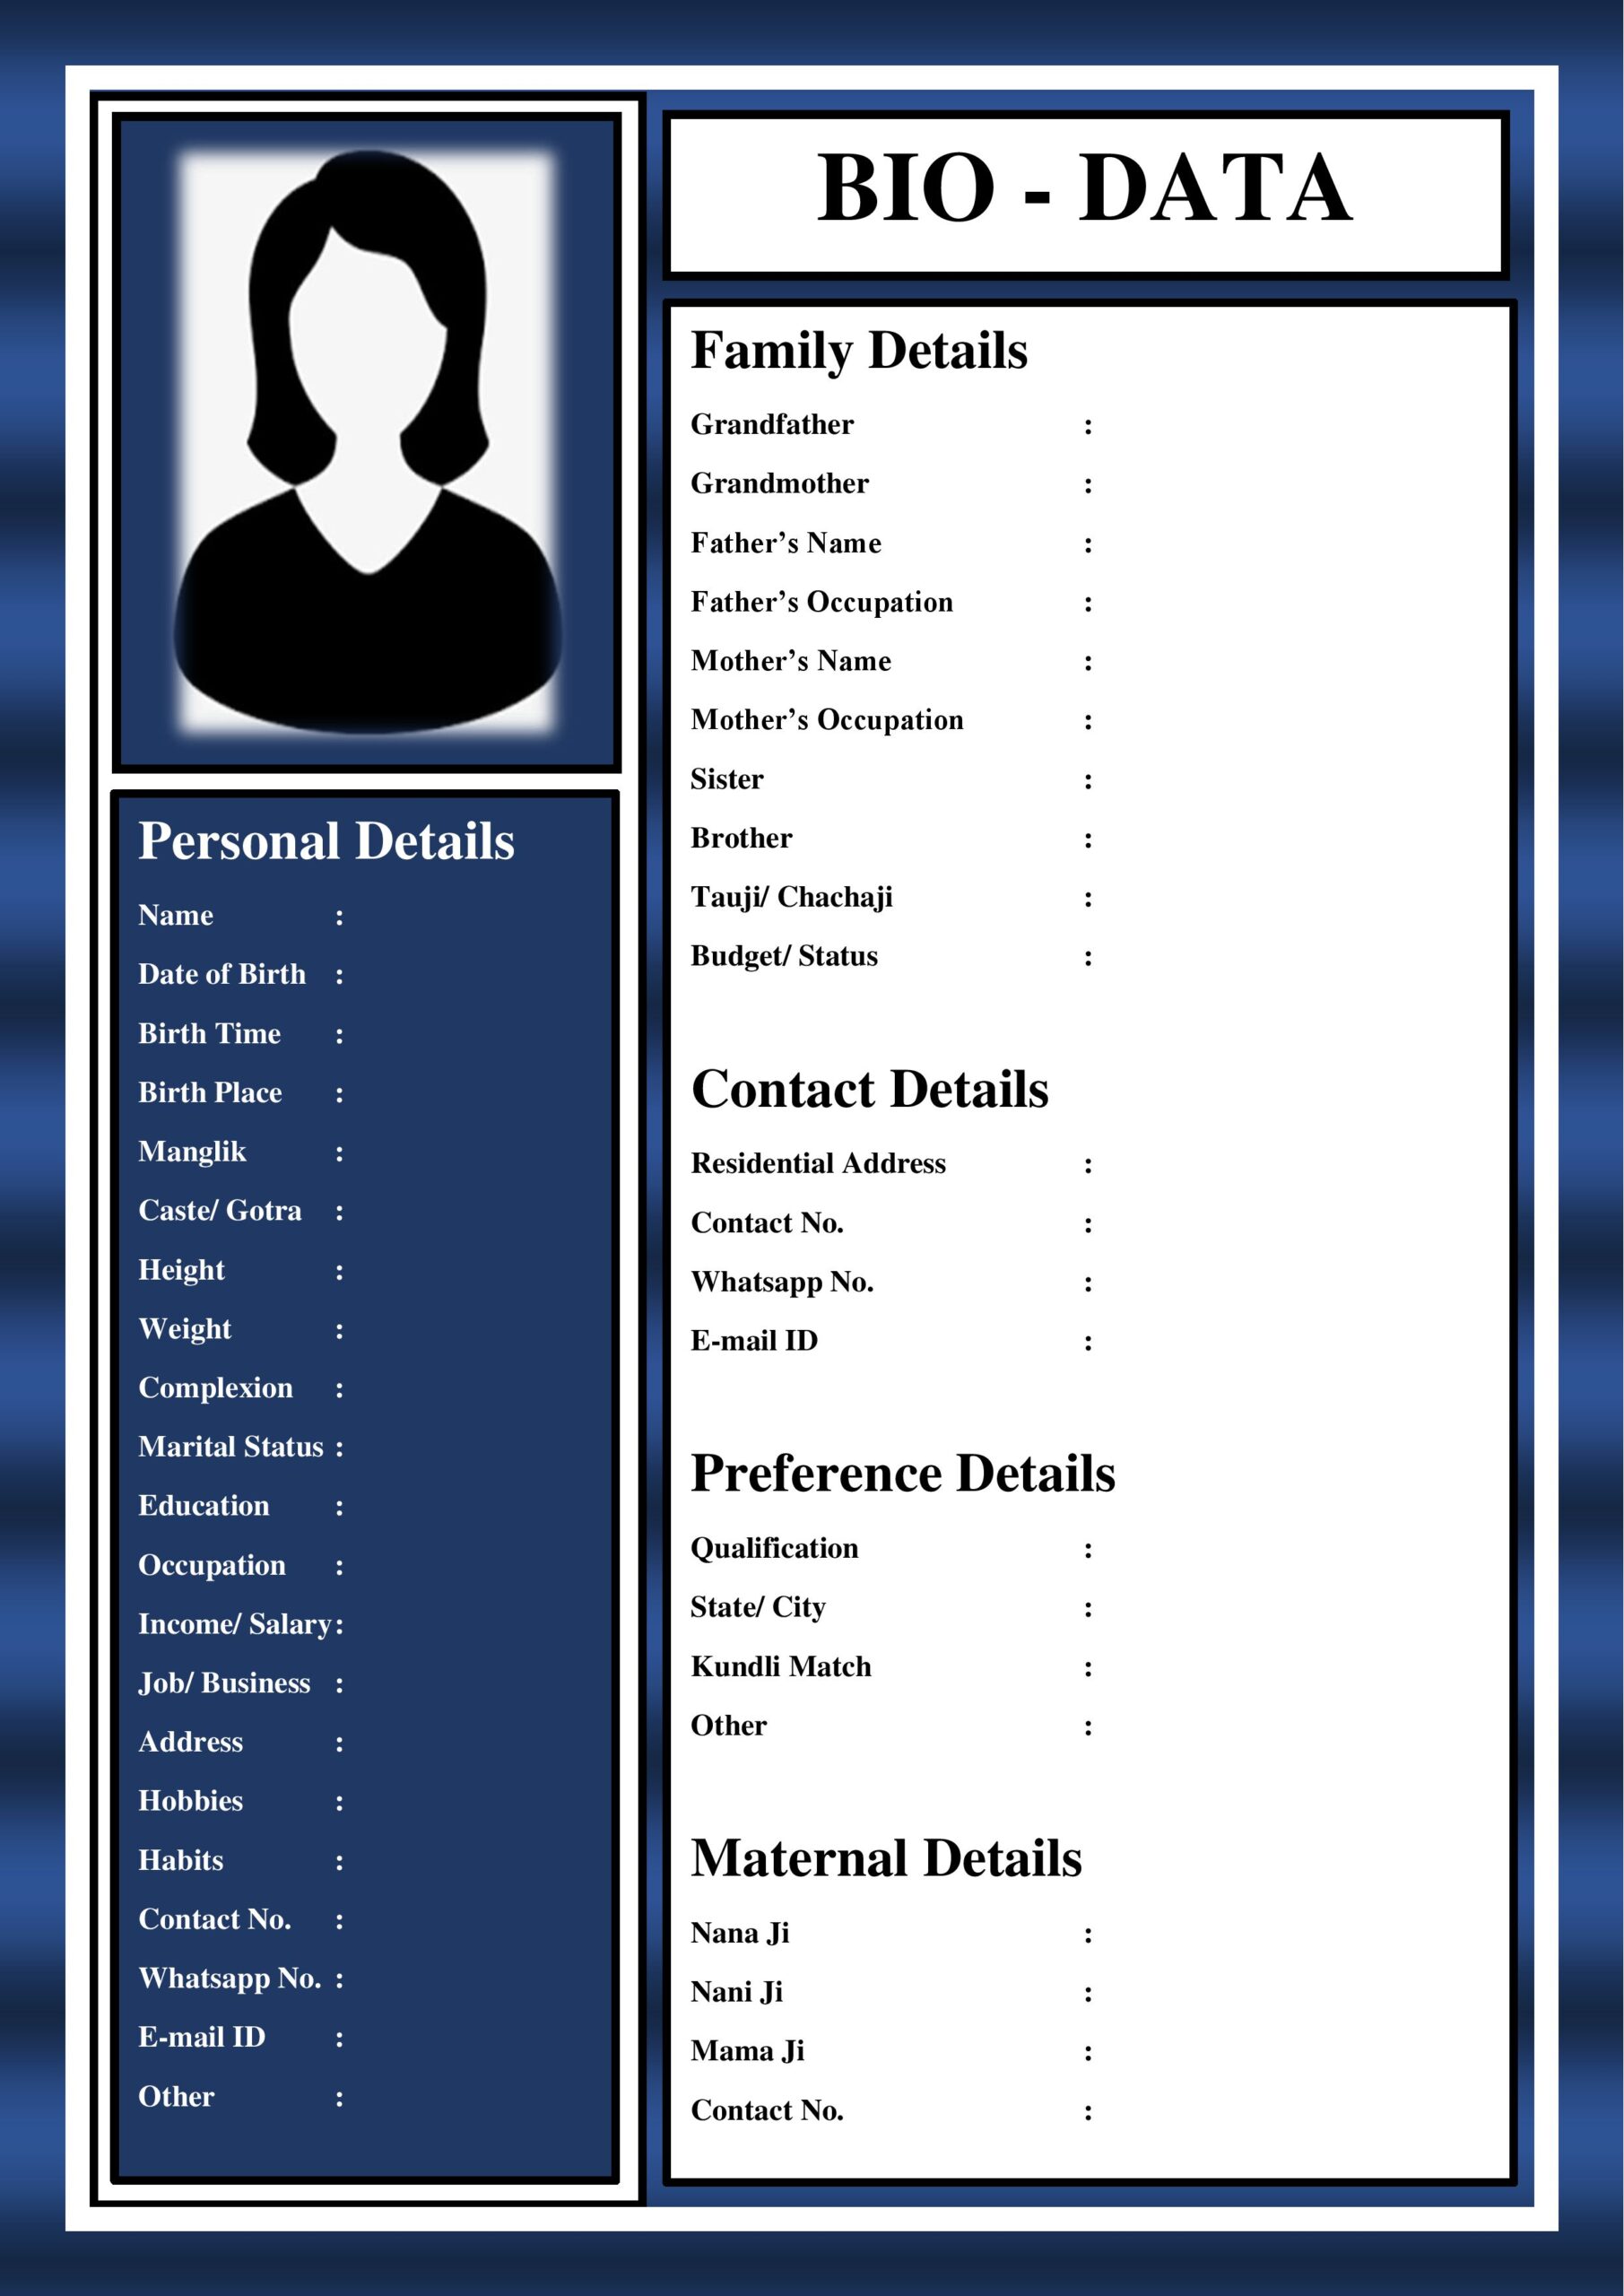 BIO - DATA
Personal Details
Name :
Date of Birth :
Birth Time :
Birth Place :
Manglik :
Caste/ Gotra :
Height :
Weight :
Complexion :
Marital Status :
Education :
Occupation :
Income/ Salary :
Job/ Business :
Address :
Hobbies :
Habits :
Contact No. :
Whatsapp No. :
E-mail ID :
Other :
Family Details
Grandfather :
Grandmother :
Father’s Name :
Father’s Occupation :
Mother’s Name :
Mother’s Occupation :
Sister :
Brother :
Tauji/ Chachaji :
Budget/ Status :
Contact Details
Residential Address :
Contact No. :
Whatsapp No. :
E-mail ID :
Preference Details
Qualification :
State/ City :
Kundli Match :
Other :
Maternal Details
Nana Ji :
Nani Ji :
Mama Ji :
Contact No. :